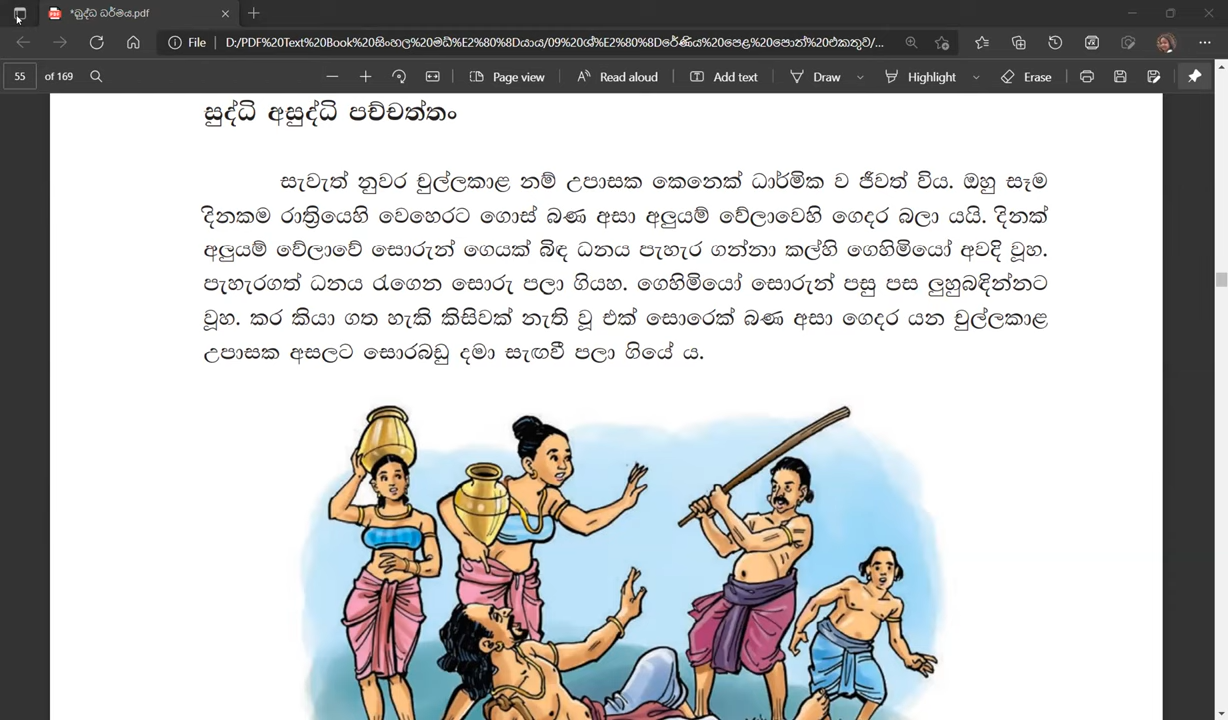 *බුද්ධ ධර්මය.pdf
File D:/PDF%20Text%20Book%20සිංහල%20මධ්%E2%80%8Dයාය/09%20ශ්%E2%80%8Dරේණිය%20පෙළ%20පොත්%20එකතුව/...
55 of 169 Page view Read aloud Add text Draw Highlight Erase
සුද්ධි අසුද්ධි පච්චත්තං
සැවැත් නුවර චුල්ලකාළ නම් උපාසක කෙනෙක් ධාර්මික ව ජීවත් විය. ඔහු සෑම
දිනකම රාත්‍රියෙහි වෙහෙරට ගොස් බණ අසා අලුයම් වේලාවෙහි ගෙදර බලා යයි. දිනක්
අලුයම් වේලාවේ සොරුන් ගෙයක් බිඳ ධනය පැහැර ගන්නා කල්හි ගෙහිමියෝ අවදි වූහ.
පැහැරගත් ධනය රැගෙන සොරු පලා ගියහ. ගෙහිමියෝ සොරුන් පසු පස ලුහුබඳින්නට
වූහ. කර කියා ගත හැකි කිසිවක් නැති වූ එක් සොරෙක් බණ අසා ගෙදර යන චුල්ලකාළ
උපාසක අසලට සොරබඩු දමා සැඟවී පලා ගියේ ය.